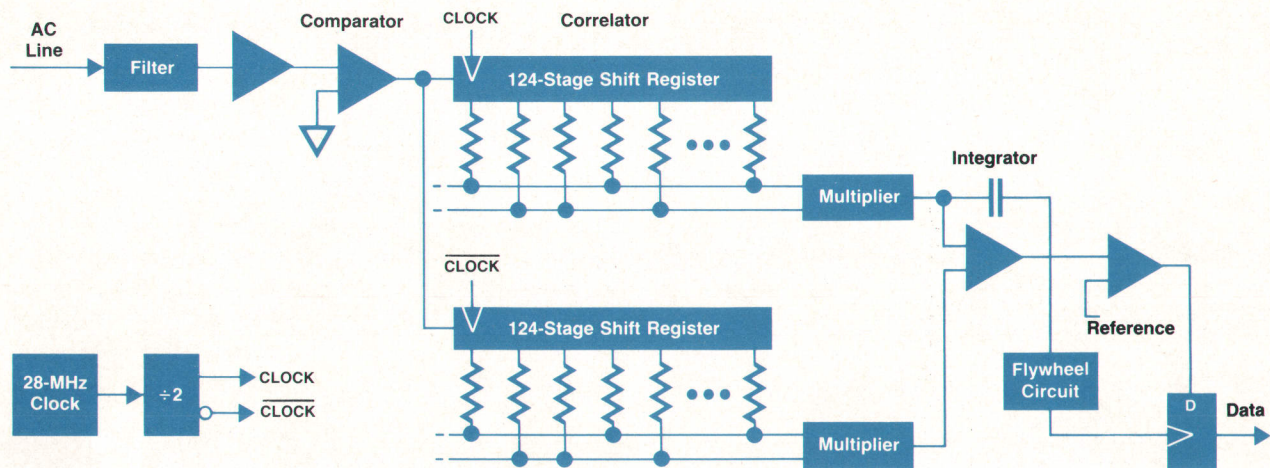 AC
Line
Filter
Comparator
CLOCK
Correlator
124-Stage Shift Register
Multiplier
Integrator
CLOCK
124-Stage Shift Register
Multiplier
Reference
Flywheel
Circuit
D
Data
28-MHz
Clock
÷2
CLOCK
CLOCK